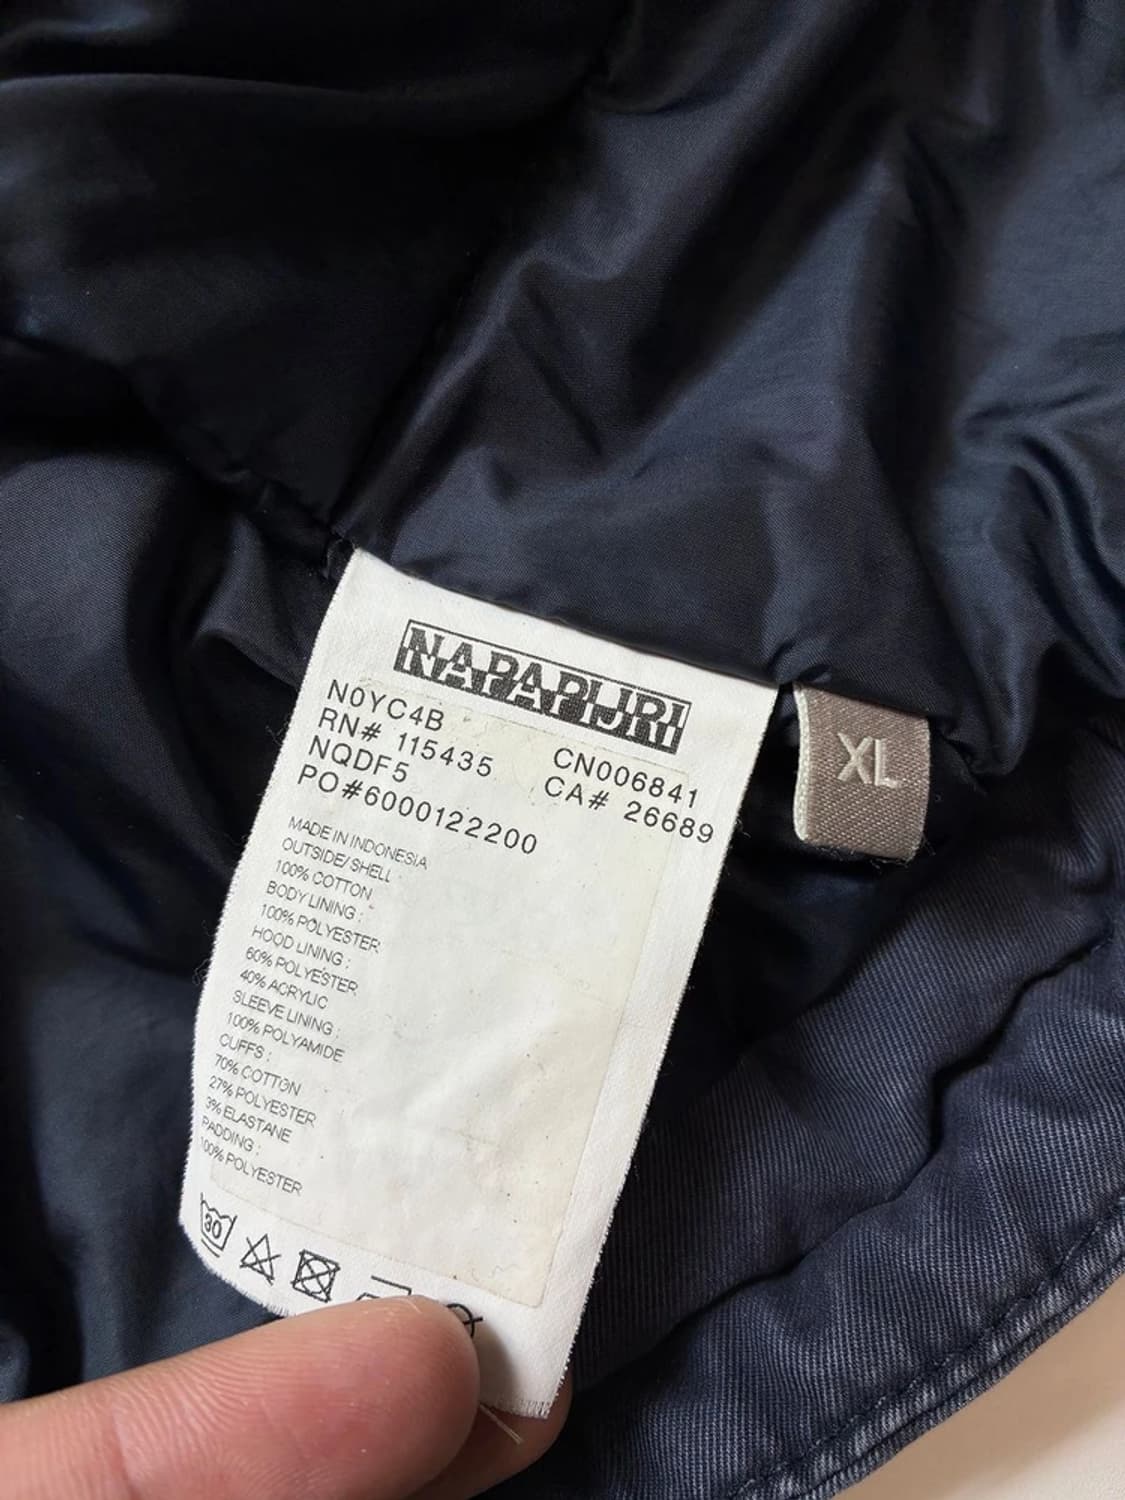 NAPAPIJRI
N0YC4B
RN# 115435 CN006841
NQDF5 CA# 26689
PO#6000122200
MADE IN INDONESIA
OUTSIDE/SHELL
100% COTTON
BODY LINING :
100% POLYESTER
HOOD LINING :
60% POLYESTER
40% ACRYLIC
SLEEVE LINING :
100% POLYAMIDE
CUFFS :
70% COTTON
27% POLYESTER
3% ELASTANE
PADDING :
100% POLYESTER
30
XL